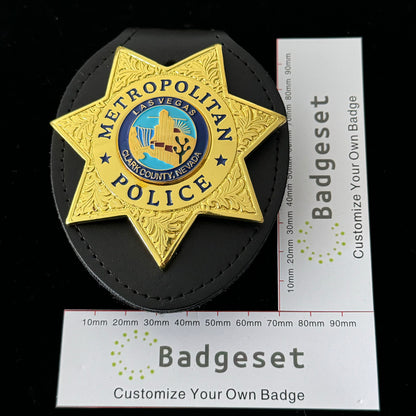 METROPOLITAN
LAS VEGAS
CLARK COUNTY, NEVADA
POLICE
10mm 20mm 30mm 40mm 50mm 60mm 70mm 80mm 90mm
Badgeset
Customize Your Own Badge
10mm 20mm 30mm 40mm 50mm 60mm 70mm 80mm 90mm
Badgeset
Customize Your Own Badge